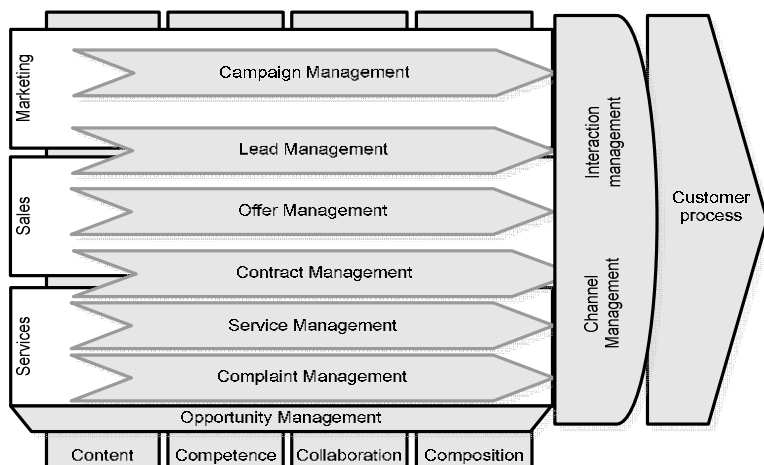 Marketing
Campaign Management
Lead Management
Sales
Offer Management
Contract Management
Services
Service Management
Complaint Management
Opportunity Management
Content
Competence
Collaboration
Composition
Interaction
management
Channel
Management
Customer
process